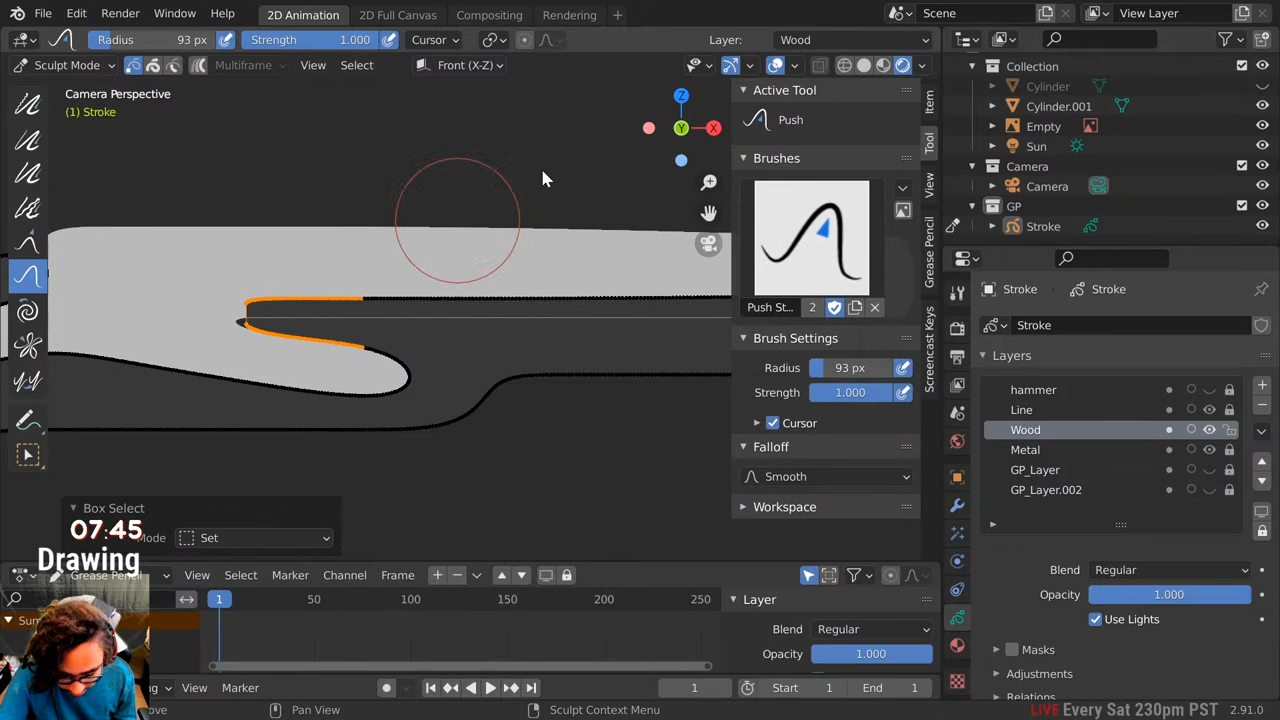 File Edit Render Window Help 2D Animation 2D Full Canvas Compositing Rendering + Scene View Layer
Radius 93 px Strength 1.000 Cursor Layer: Wood
Sculpt Mode Multiframe View Select Front (X-Z)
Camera Perspective
(1) Stroke
Z
Y
X
Active Tool
Push
Brushes
Push St... 2
Brush Settings
Radius 93 px
Strength 1.000
Cursor
Falloff
Smooth
Workspace
Item
Tool
View
Grease Pencil
Screencast Keys
Collection
Cylinder
Cylinder.001
Empty
Sun
Camera
Camera
GP
Stroke
Stroke Stroke
Stroke
Layers
hammer
Line
Wood
Metal
GP_Layer
GP_Layer.002
Blend Regular
Opacity 1.000
Use Lights
Masks
Adjustments
Relations
Box Select
Mode Set
07:45
Drawing
Grease Pencil View Select Marker Channel Frame
1 50 100 150 200 250
Sum
Layer
Blend Regular
Opacity 1.000
View Marker
1 Start 1 End 1
Pan View Sculpt Context Menu
LIVE Every Sat 230pm PST 2.91.0